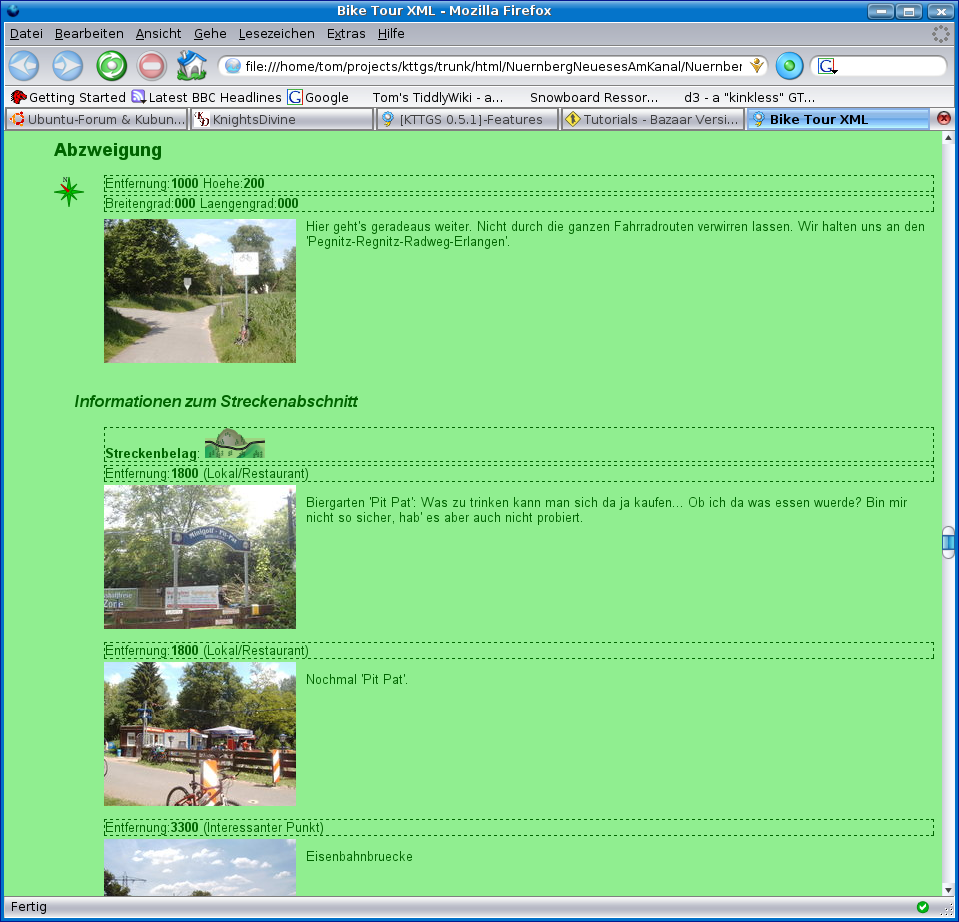 Bike Tour XML - Mozilla Firefox
Datei Bearbeiten Ansicht Gehe Lesezeichen Extras Hilfe
file:///home/tom/projects/kttgs/trunk/html/NuernbergNeuesesAmKanal/Nuernber
G
Getting Started Latest BBC Headlines Google Tom's TiddlyWiki - a... Snowboard Ressor... d3 - a "kinkless" GT...
Ubuntu-Forum & Kubun... KnightsDivine [KTTGS 0.5.1]-Features Tutorials - Bazaar Versi... Bike Tour XML
Abzweigung
N
Entfernung:1000 Hoehe:200
Breitengrad:000 Laengengrad:000
Hier geht's geradeaus weiter. Nicht durch die ganzen Fahrradrouten verwirren lassen. Wir halten uns an den
'Pegnitz-Regnitz-Radweg-Erlangen'.
Informationen zum Streckenabschnitt
Streckenbelag:
Entfernung:1800 (Lokal/Restaurant)
Minigolf - Pit-Pat
Zone
Biergarten 'Pit Pat': Was zu trinken kann man sich da ja kaufen... Ob ich da was essen wuerde? Bin mir
nicht so sicher, hab' es aber auch nicht probiert.
Entfernung:1800 (Lokal/Restaurant)
Nochmal 'Pit Pat'.
Entfernung:3300 (Interessanter Punkt)
Eisenbahnbruecke
Fertig